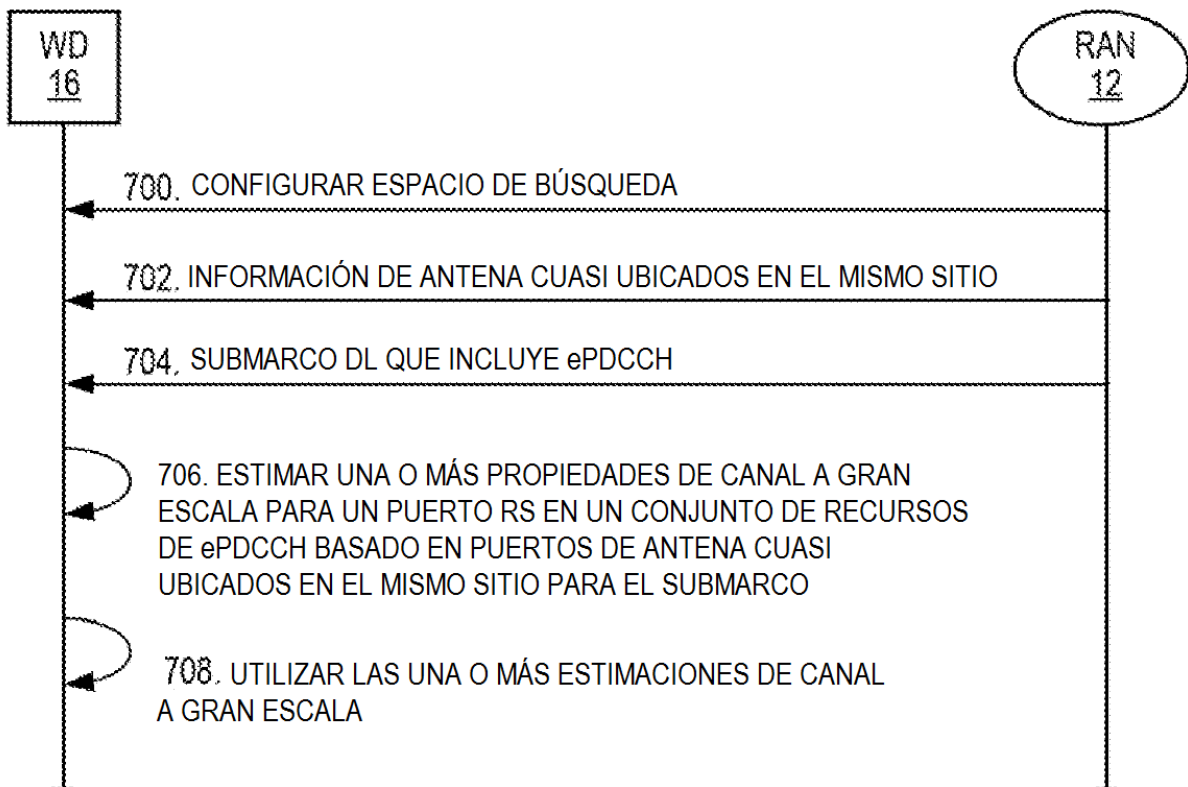 WD
16
RAN
12
700. CONFIGURAR ESPACIO DE BÚSQUEDA
702. INFORMACIÓN DE ANTENA CUASI UBICADOS EN EL MISMO SITIO
704. SUBMARCO DL QUE INCLUYE ePDCCH
706. ESTIMAR UNA O MÁS PROPIEDADES DE CANAL A GRAN
ESCALA PARA UN PUERTO RS EN UN CONJUNTO DE RECURSOS
DE ePDCCH BASADO EN PUERTOS DE ANTENA CUASI
UBICADOS EN EL MISMO SITIO PARA EL SUBMARCO
708. UTILIZAR LAS UNA O MÁS ESTIMACIONES DE CANAL
A GRAN ESCALA